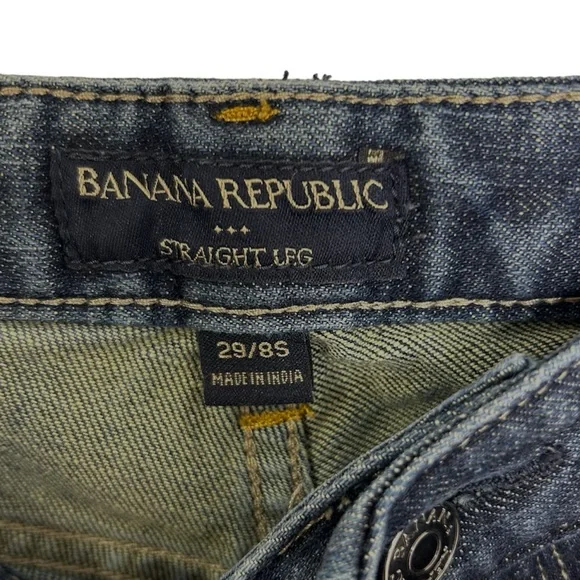 BANANA REPUBLIC
STRAIGHT LEG
29/8S
MADE IN INDIA